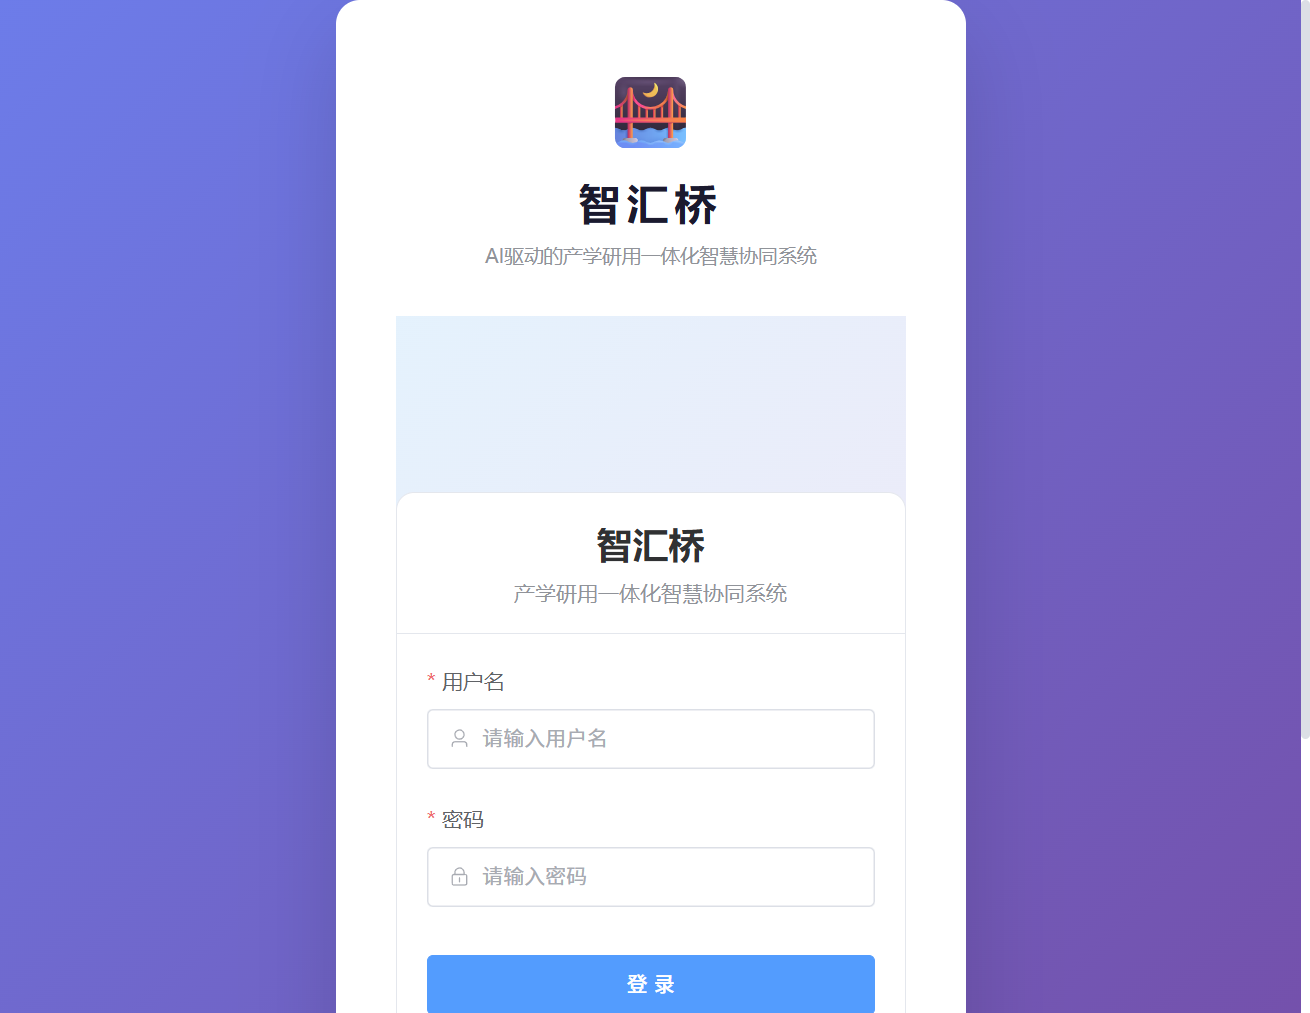 智汇桥
AI驱动的产学研用一体化智慧协同系统
智汇桥
产学研用一体化智慧协同系统
* 用户名
请输入用户名
* 密码
请输入密码
登 录